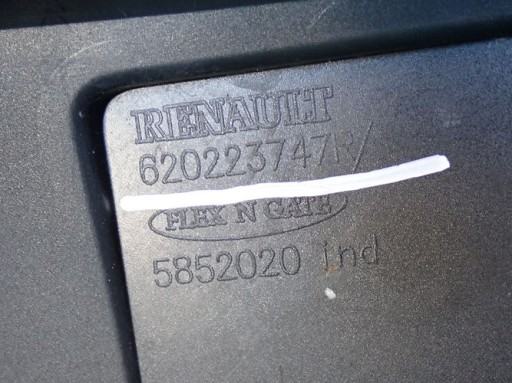 RENAULT
620223747R/
FLEX N GATE
5852020 ind